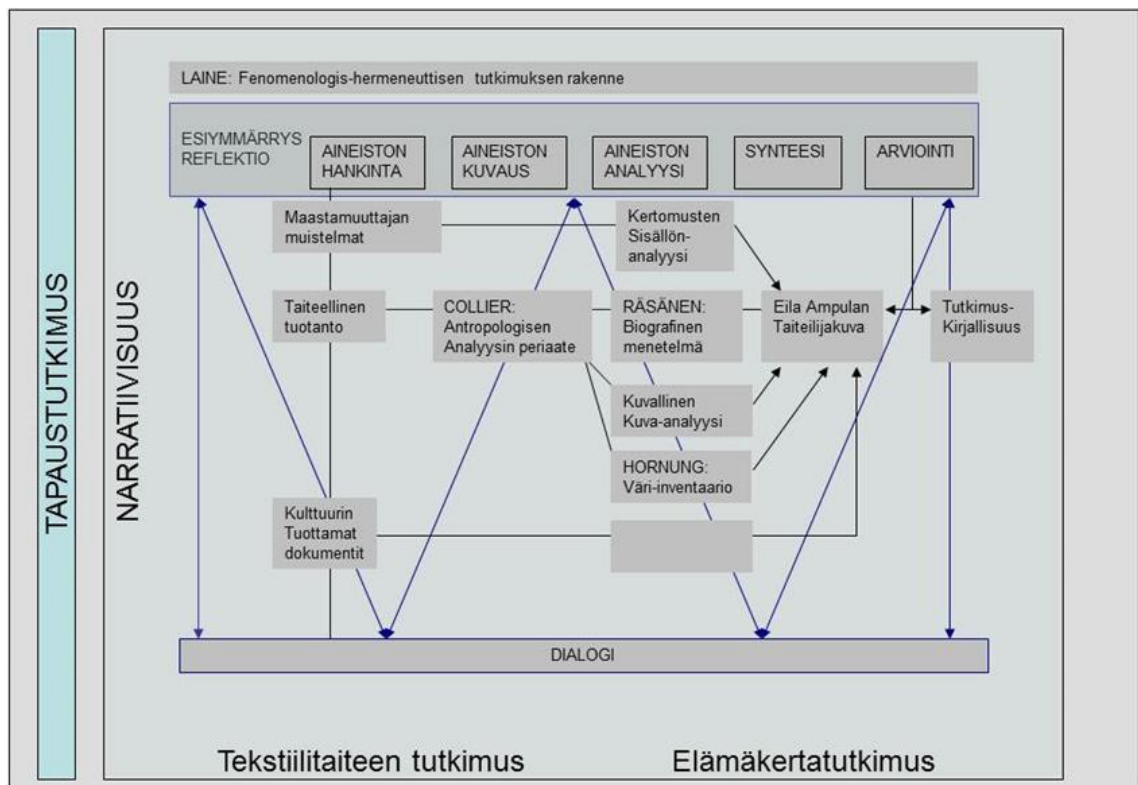 TAPAUSTUTKIMUS
NARRATIIVISUUS
LAINE: Fenomenologis-hermeneuttisen tutkimuksen rakenne
ESIYMMÄRRYS
REFLEKTIO
AINEISTON
HANKINTA
AINEISTON
KUVAUS
AINEISTON
ANALYYSI
SYNTEESI
ARVIOINTI
Maastamuuttajan
muistelmat
Kertomusten
Sisällön-
analyysi
Taiteellinen
tuotanto
COLLIER:
Antropologisen
Analyysin periaate
RÄSÄNEN:
Biografinen
menetelmä
Eila Ampulan
Taiteilijakuva
Tutkimus-
Kirjallisuus
Kuvallinen
Kuva-analyysi
HORNUNG:
Väri-inventaario
Kulttuurin
Tuottamat
dokumentit
DIALOGI
Tekstiilitaiteen tutkimus
Elämäkertatutkimus